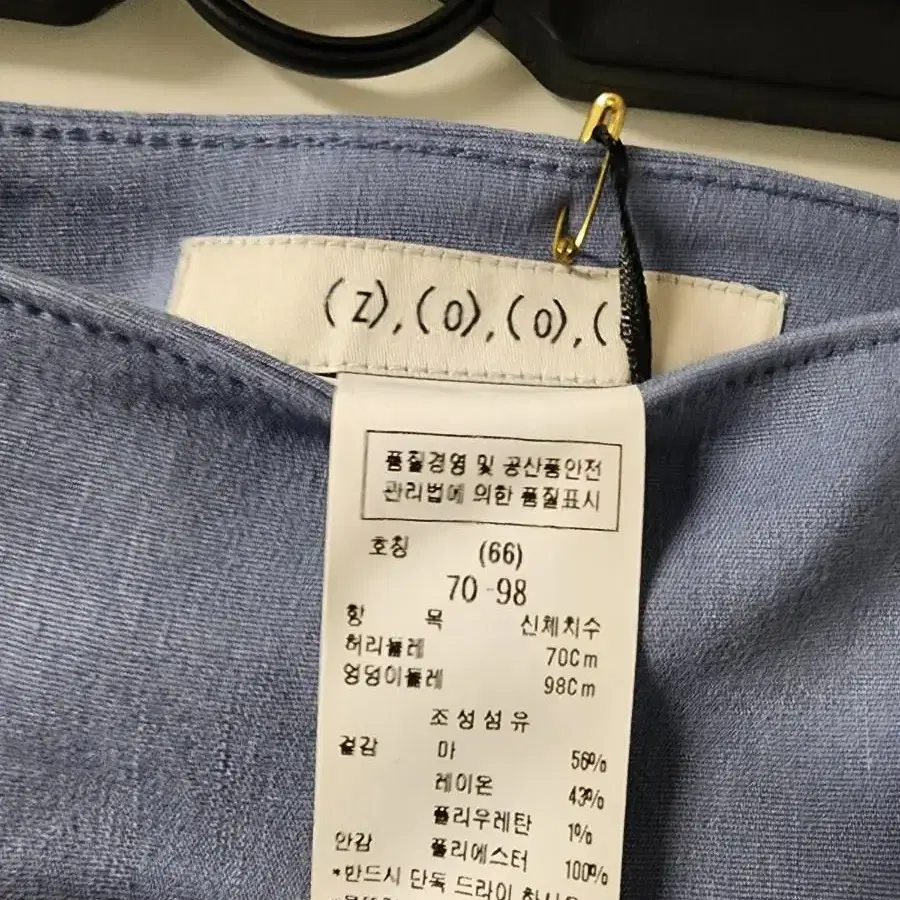 (z),(o),(o),(
품질경영 및 공산품안전
관리법에 의한 품질표시
호칭 (66)
70-98
항 목 신체치수
허리둘레 70Cm
엉덩이둘레 98Cm
조성섬유
겉감 마 56%
레이온 43%
폴리우레탄 1%
안감 폴리에스터 100%
*반드시 단독 드라이